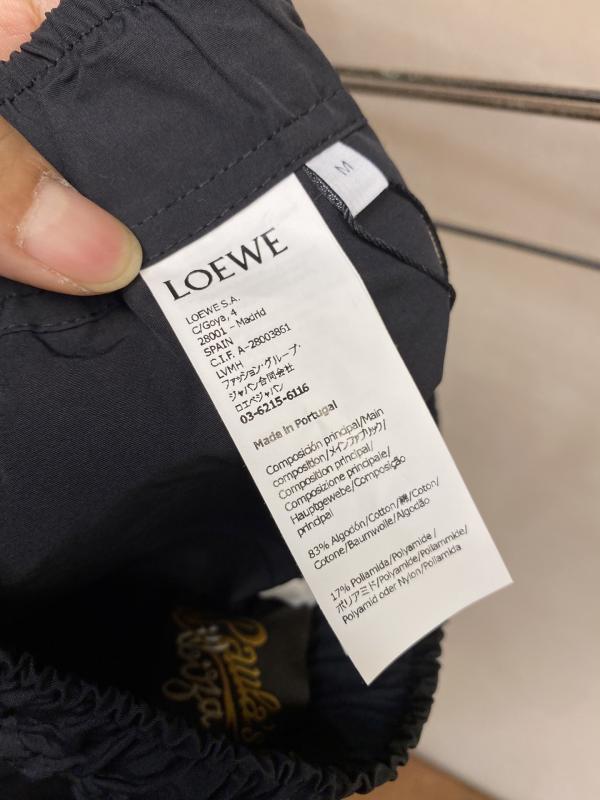 M
LOEWE
LOEWE S.A.
C/Goya, 4
28001 - Madrid
SPAIN
C.I.F. A-28003861
LVMH
ファッション・グループ・
ジャパン合同会社
ロエベジャパン
03-6215-6116
Made in Portugal
Composición principal/Main
composition/メインファブリック/
Composition principal/
Composizione principale/
Hauptgewebe/Composição
principal
83% Algodón/Cotton/綿/Coton/
Cotone/Baumwolle/Algodão
17% Poliamida/Polyamide/
ポリアミド/Polyamide/Poliammide/
Polyamid oder Nylon/Poliamida
Paula's
Ibiza